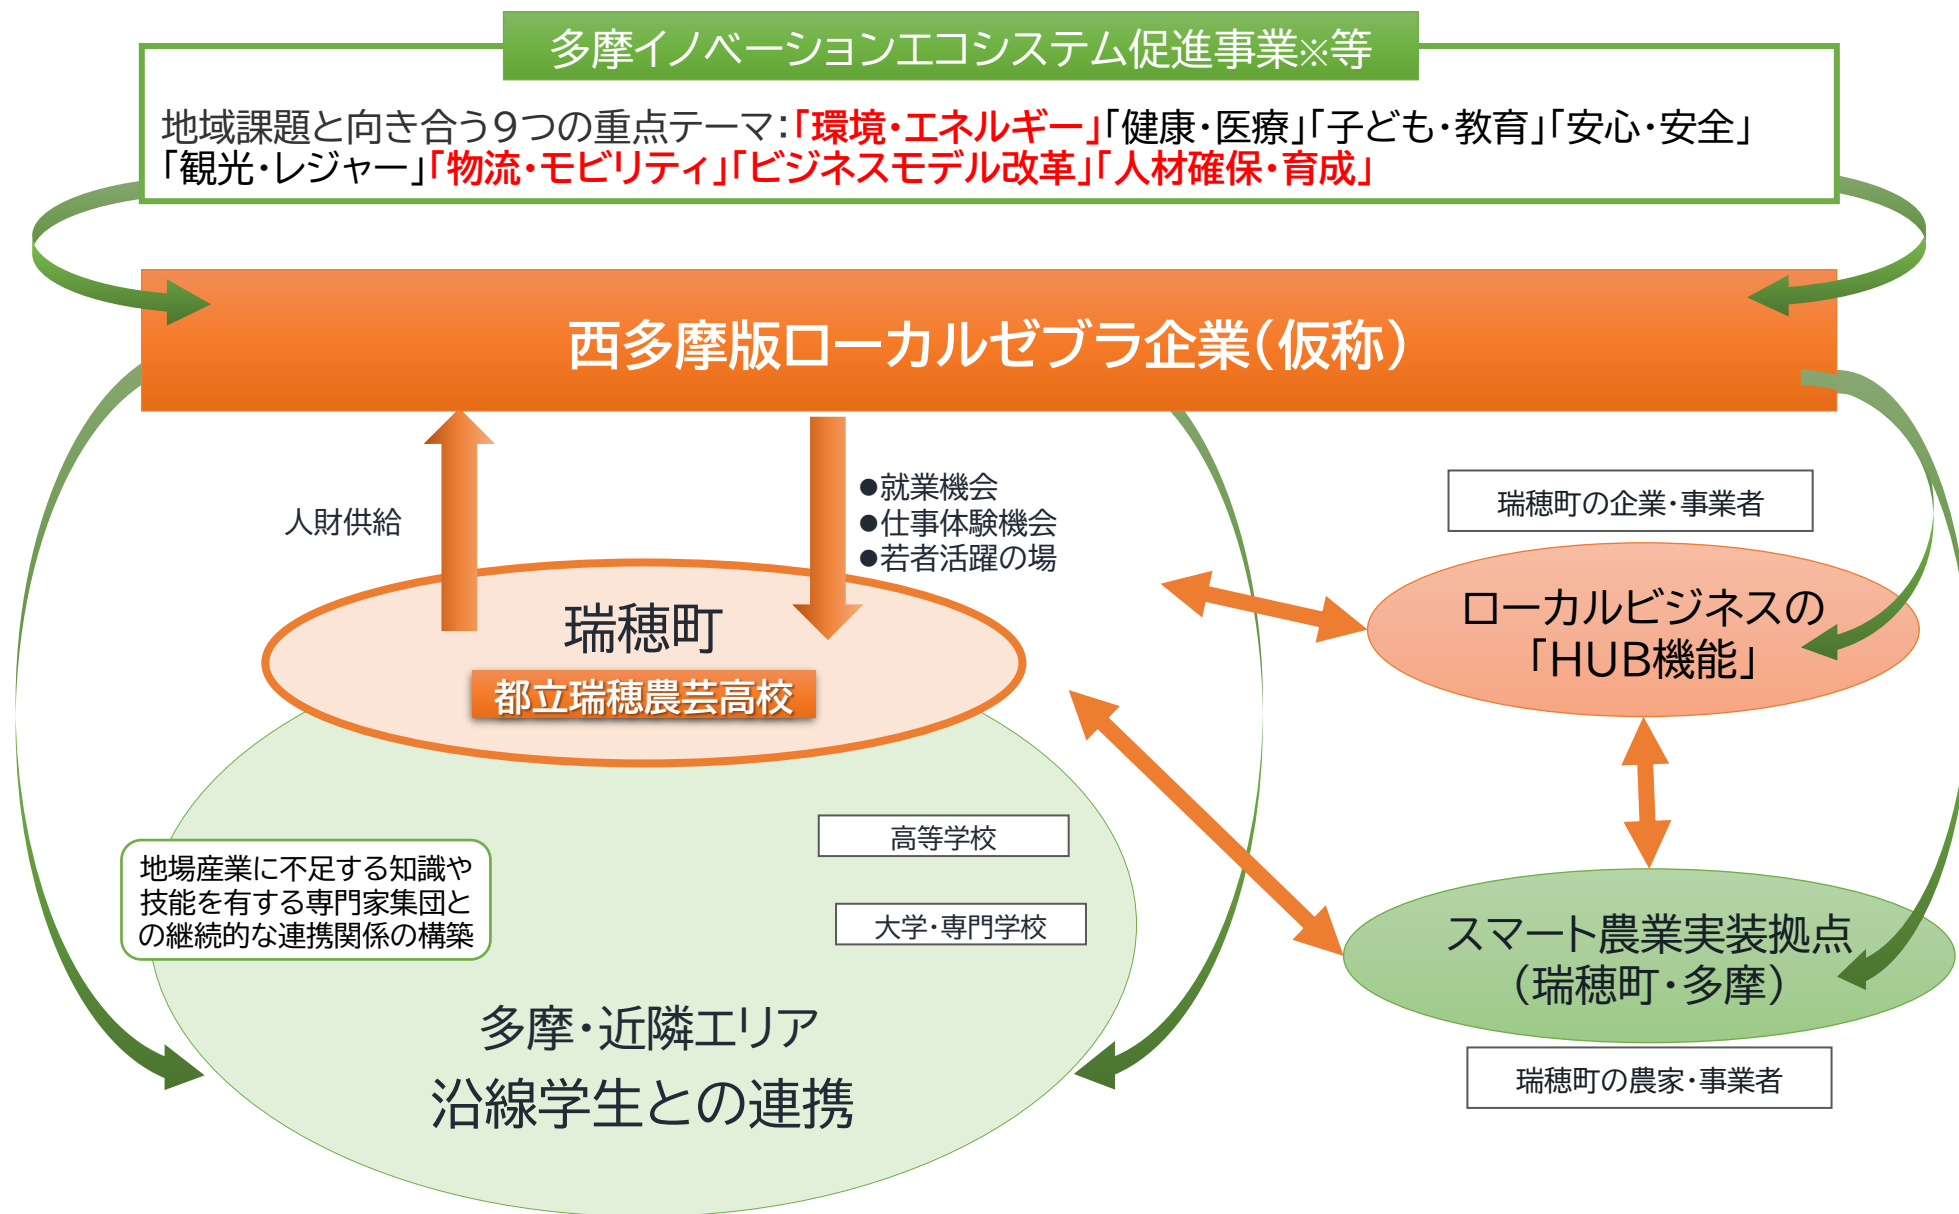 多摩イノベーションエコシステム促進事業※等
地域課題と向き合う9つの重点テーマ：「環境・エネルギー」「健康・医療」「子ども・教育」「安心・安全」
「観光・レジャー」「物流・モビリティ」「ビジネスモデル改革」「人材確保・育成」
西多摩版ローカルゼブラ企業（仮称）
人財供給
●就業機会
●仕事体験機会
●若者活躍の場
瑞穂町
都立瑞穂農芸高校
瑞穂町の企業・事業者
ローカルビジネスの
「HUB機能」
高等学校
大学・専門学校
地場産業に不足する知識や
技能を有する専門家集団と
の継続的な連携関係の構築
多摩・近隣エリア
沿線学生との連携
スマート農業実装拠点
（瑞穂町・多摩）
瑞穂町の農家・事業者